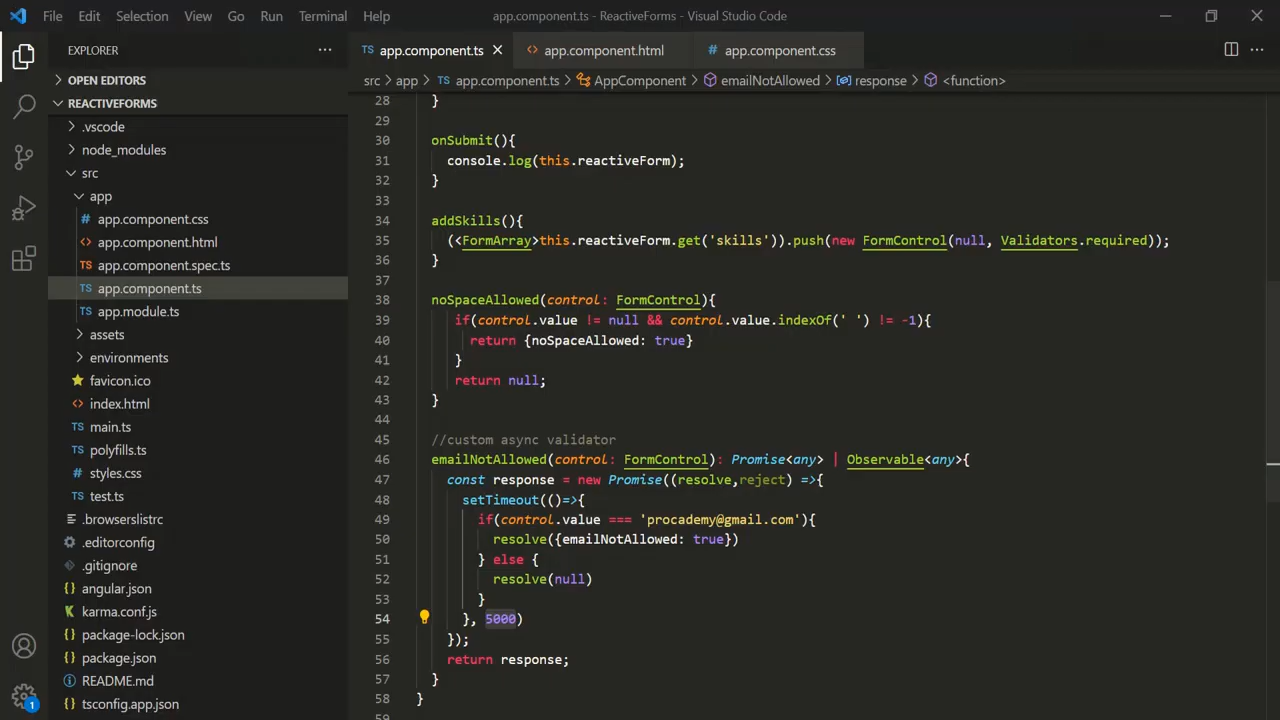 File Edit Selection View Go Run Terminal Help app.component.ts - ReactiveForms - Visual Studio Code
EXPLORER
OPEN EDITORS
REACTIVEFORMS
.vscode
node_modules
src
app
app.component.css
app.component.html
app.component.spec.ts
app.component.ts
app.module.ts
assets
environments
favicon.ico
index.html
main.ts
polyfills.ts
styles.css
test.ts
.browserslistrc
.editorconfig
.gitignore
angular.json
karma.conf.js
package-lock.json
package.json
README.md
tsconfig.app.json
1
TS app.component.ts app.component.html app.component.css
src app TS app.component.ts AppComponent emailNotAllowed response <function>
28 }
29
30 onSubmit(){
31 console.log(this.reactiveForm);
32 }
33
34 addSkills(){
35 (<FormArray>this.reactiveForm.get('skills')).push(new FormControl(null, Validators.required));
36 }
37
38 noSpaceAllowed(control: FormControl){
39 if(control.value != null && control.value.indexOf(' ') != -1){
40 return {noSpaceAllowed: true}
41 }
42 return null;
43 }
44
45 //custom async validator
46 emailNotAllowed(control: FormControl): Promise<any> | Observable<any>{
47 const response = new Promise((resolve,reject) =>{
48 setTimeout(()=>{
49 if(control.value === 'procademy@gmail.com'){
50 resolve({emailNotAllowed: true})
51 } else {
52 resolve(null)
53 }
54 }, 5000)
55 });
56 return response;
57 }
58 }
59